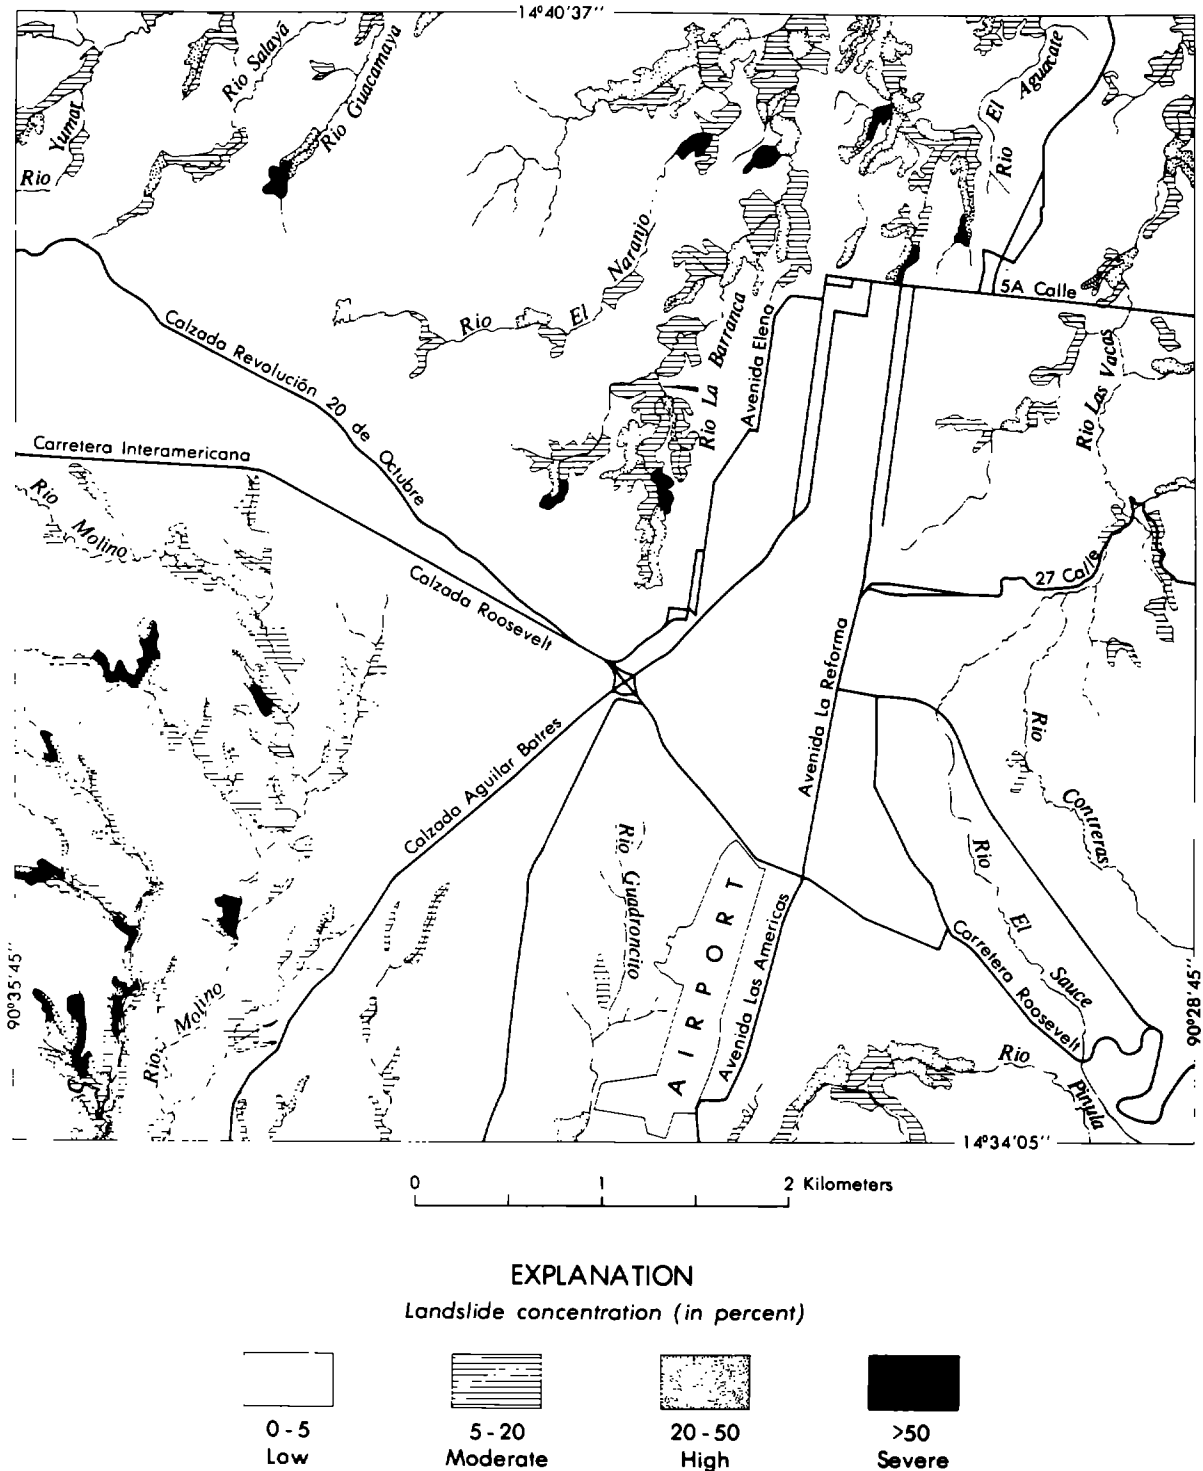 14°40'37"
Rio Yumar
Rio Salayá
Rio Guacamaya
Rio El Aguacate
Rio El Naranjo
Rio La Barranca
Avenida Elena
5A Calle
Rio Las Vacas
Calzada Revolución 20 de Octubre
Carretera Interamericana
Rio Molino
27 Calle
Calzada Roosevelt
Avenida La Reforma
Rio Contreras
Calzada Aguilar Batres
Rio Guadroncito
AIRPORT
Avenida Las Americas
Rio El Sauce
Carretera Roosevelt
90°35'45"
90°28'45"
Rio Molino
Rio Pinula
14°34'05"
0 1 2 Kilometers
EXPLANATION
Landslide concentration (in percent)
0-5 5-20 20-50 >50
Low Moderate High Severe